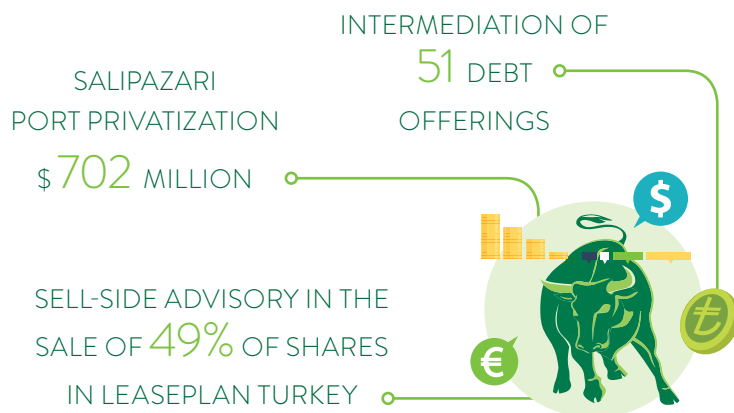 INTERMEDIATION OF
51 DEBT
OFFERINGS
SALIPAZARI
PORT PRIVATIZATION
$ 702 MILLION
SELL-SIDE ADVISORY IN THE
SALE OF 49% OF SHARES
IN LEASEPLAN TURKEY
$
₺
€